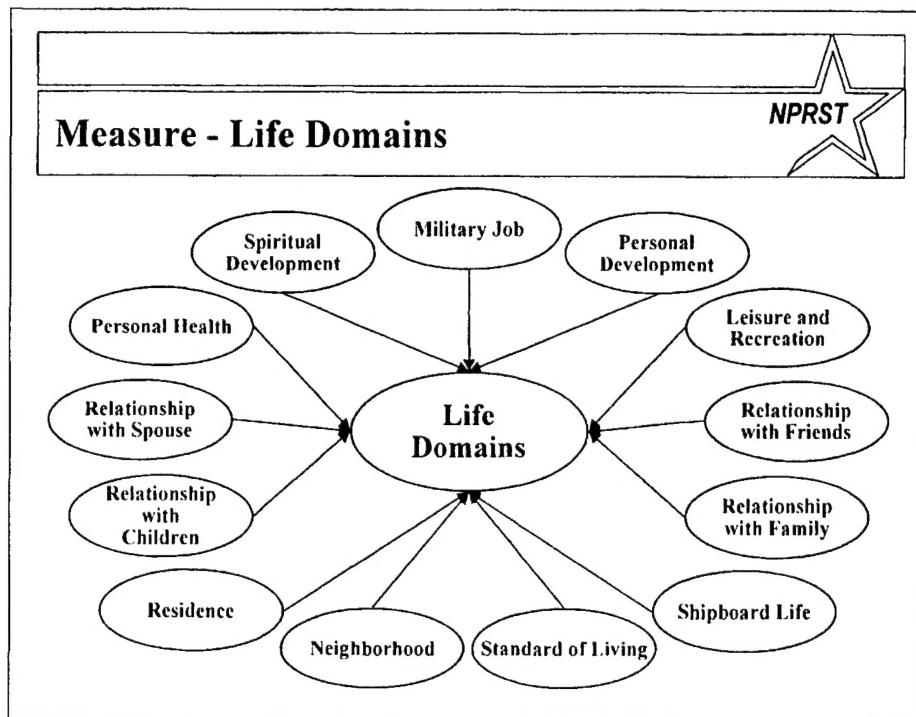 NPRST
Measure - Life Domains
Military Job
Spiritual
Development
Personal
Development
Personal Health
Leisure and
Recreation
Relationship
with Spouse
Life
Domains
Relationship
with Friends
Relationship
with
Children
Relationship
with Family
Residence
Shipboard Life
Neighborhood
Standard of Living